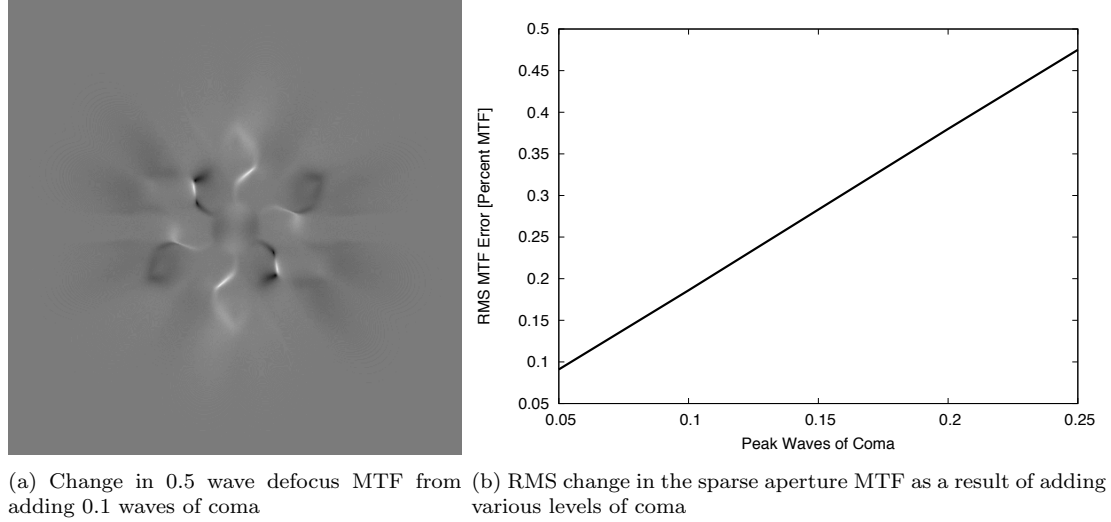 0.5
0.45
0.4
0.35
0.3
0.25
0.2
0.15
0.1
0.05
RMS MTF Error [Percent MTF]
0.05 0.1 0.15 0.2 0.25
Peak Waves of Coma
(a) Change in 0.5 wave defocus MTF from
adding 0.1 waves of coma
(b) RMS change in the sparse aperture MTF as a result of adding
various levels of coma